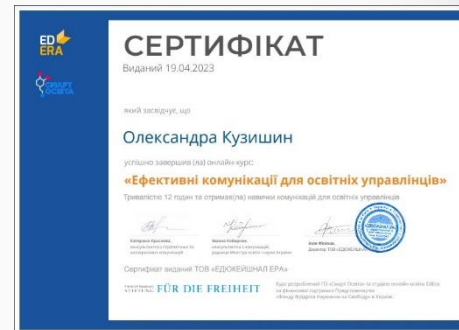 ED
ERA
СМАРТ
ОСВІТА
СЕРТИФІКАТ
Виданий 19.04.2023
який засвідчує, що
Олександра Кузишин
успішно завершив (ла) онлайн курс:
«Ефективні комунікації для освітніх управлінців»
Тривалістю 12 годин та отримав(ла) навички комунікацій для освітніх управлінців
Сертифікат виданий ТОВ «ЕДЮКЕЙШНАЛ ЕРА»
FÜR DIE FREIHEIT